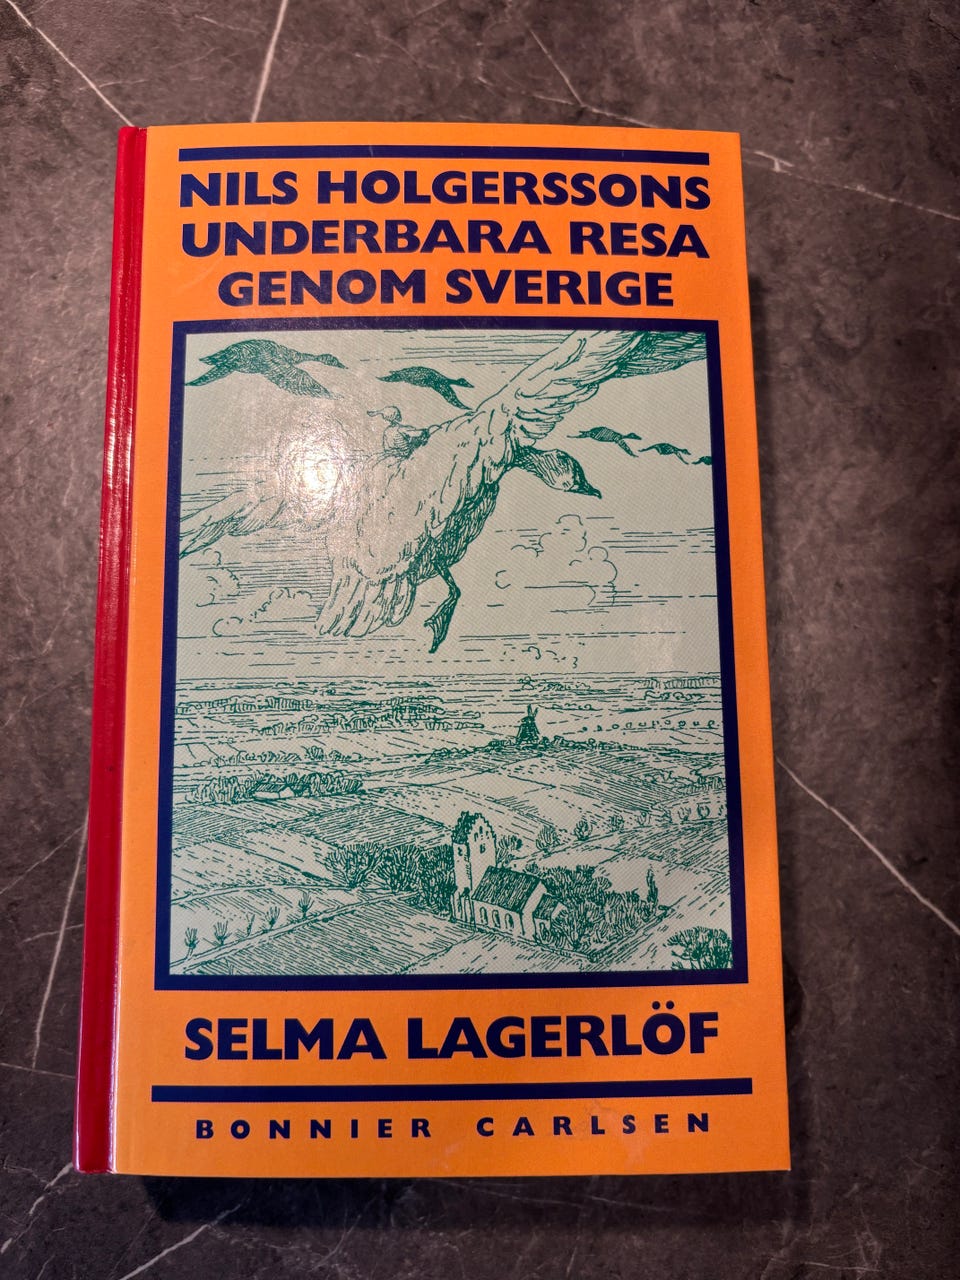 NILS HOLGERSSONS
UNDERBARA RESA
GENOM SVERIGE
SELMA LAGERLÖF
BONNIER CARLSEN